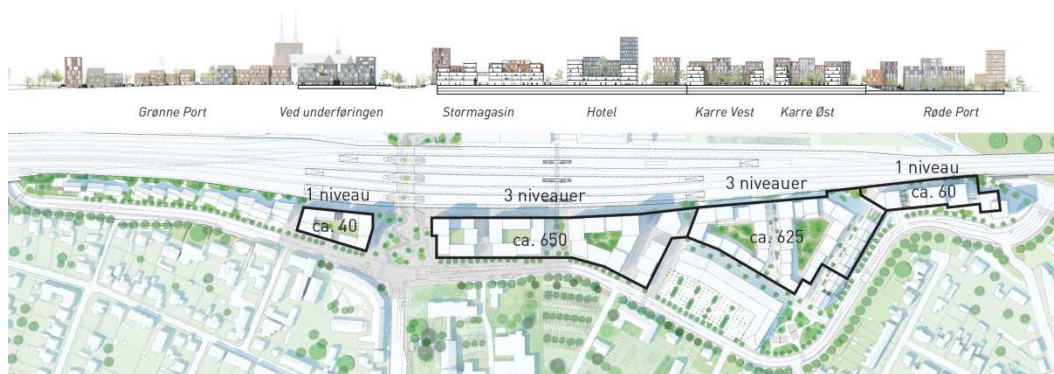 Grønne Port
Ved underføringen
Stormagasin
Hotel
Karre Vest
Karre Øst
Røde Port
1 niveau
ca. 40
3 niveauer
ca. 650
3 niveauer
ca. 625
1 niveau
ca. 60